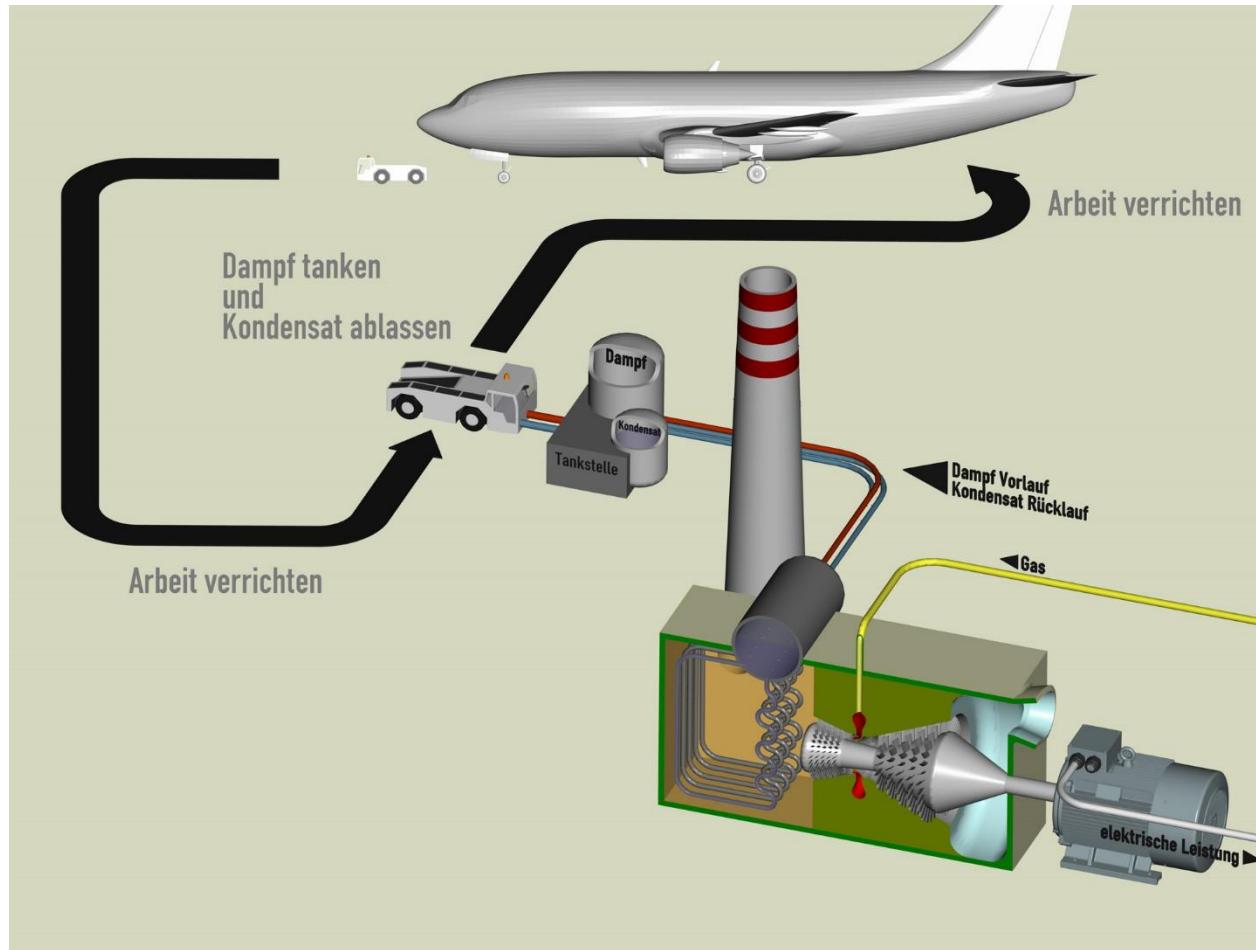 Arbeit verrichten
Dampf tanken
und
Kondensat ablassen
Dampf
Kondensat
Tankstelle
Dampf Vorlauf
Kondensat Rücklauf
Gas
Arbeit verrichten
elektrische Leistung